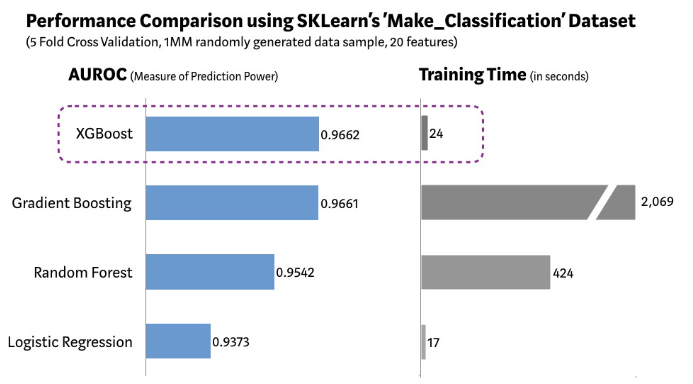 Performance Comparison using SKLearn's 'Make_Classification' Dataset
(5 Fold Cross Validation, 1MM randomly generated data sample, 20 features)
AUROC (Measure of Prediction Power) Training Time (in seconds)
XGBoost 0.9662 24
Gradient Boosting 0.9661 2,069
Random Forest 0.9542 424
Logistic Regression 0.9373 17